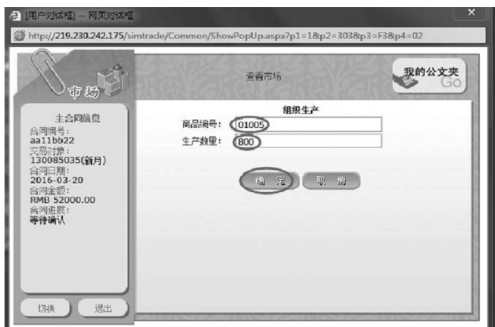 [用户对话框] -- 网页对话框
http://219.230.242.175/simtrade/Common/ShowPopUp.aspx?p1=1&p2=303&p3=F3&p4=02
市场
查看市场
我的公文夹
Go
主合同信息
合同编号:
aa11bb22
交易对象:
130085035(新月)
合同日期:
2016-03-20
合同金额:
RMB 52000.00
合同进展:
等待确认
切换
退出
组织生产
商品编号: 01005
生产数量: 800
确 定
取 消